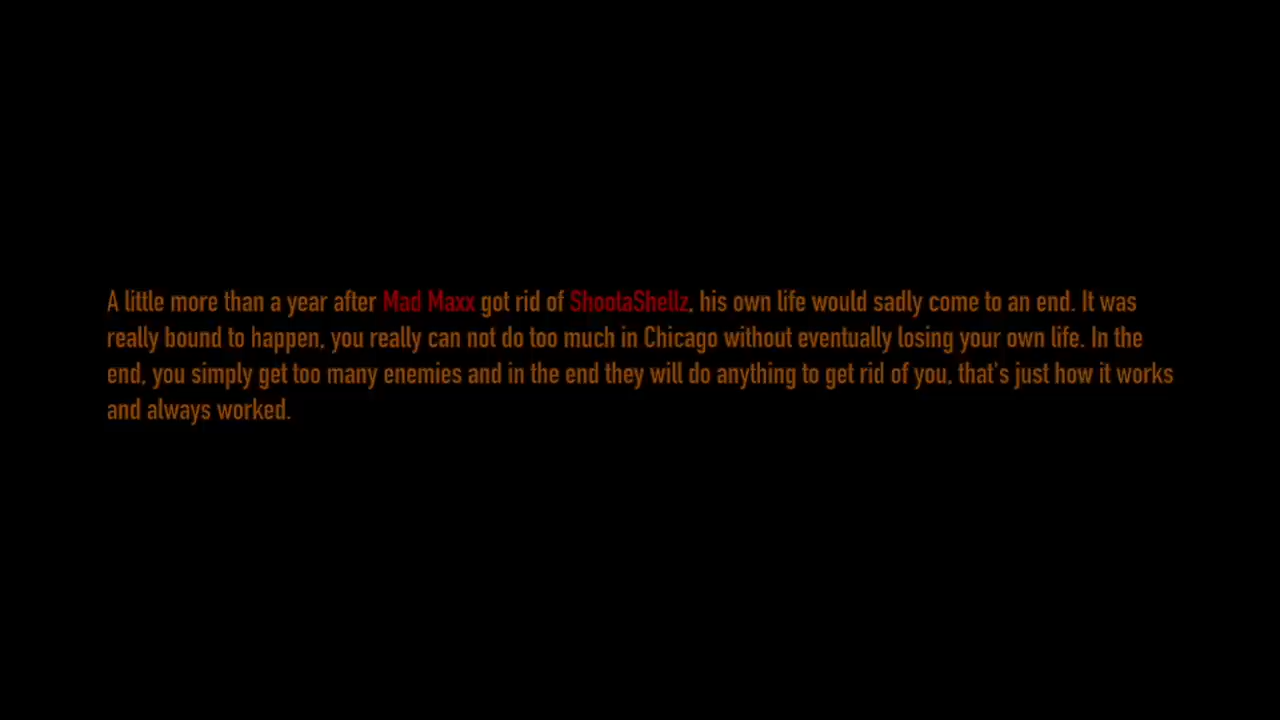 A little more than a year after Mad Maxx got rid of ShootaShellz, his own life would sadly come to an end. It was
really bound to happen, you really can not do too much in Chicago without eventually losing your own life. In the
end, you simply get too many enemies and in the end they will do anything to get rid of you, that's just how it works
and always worked.